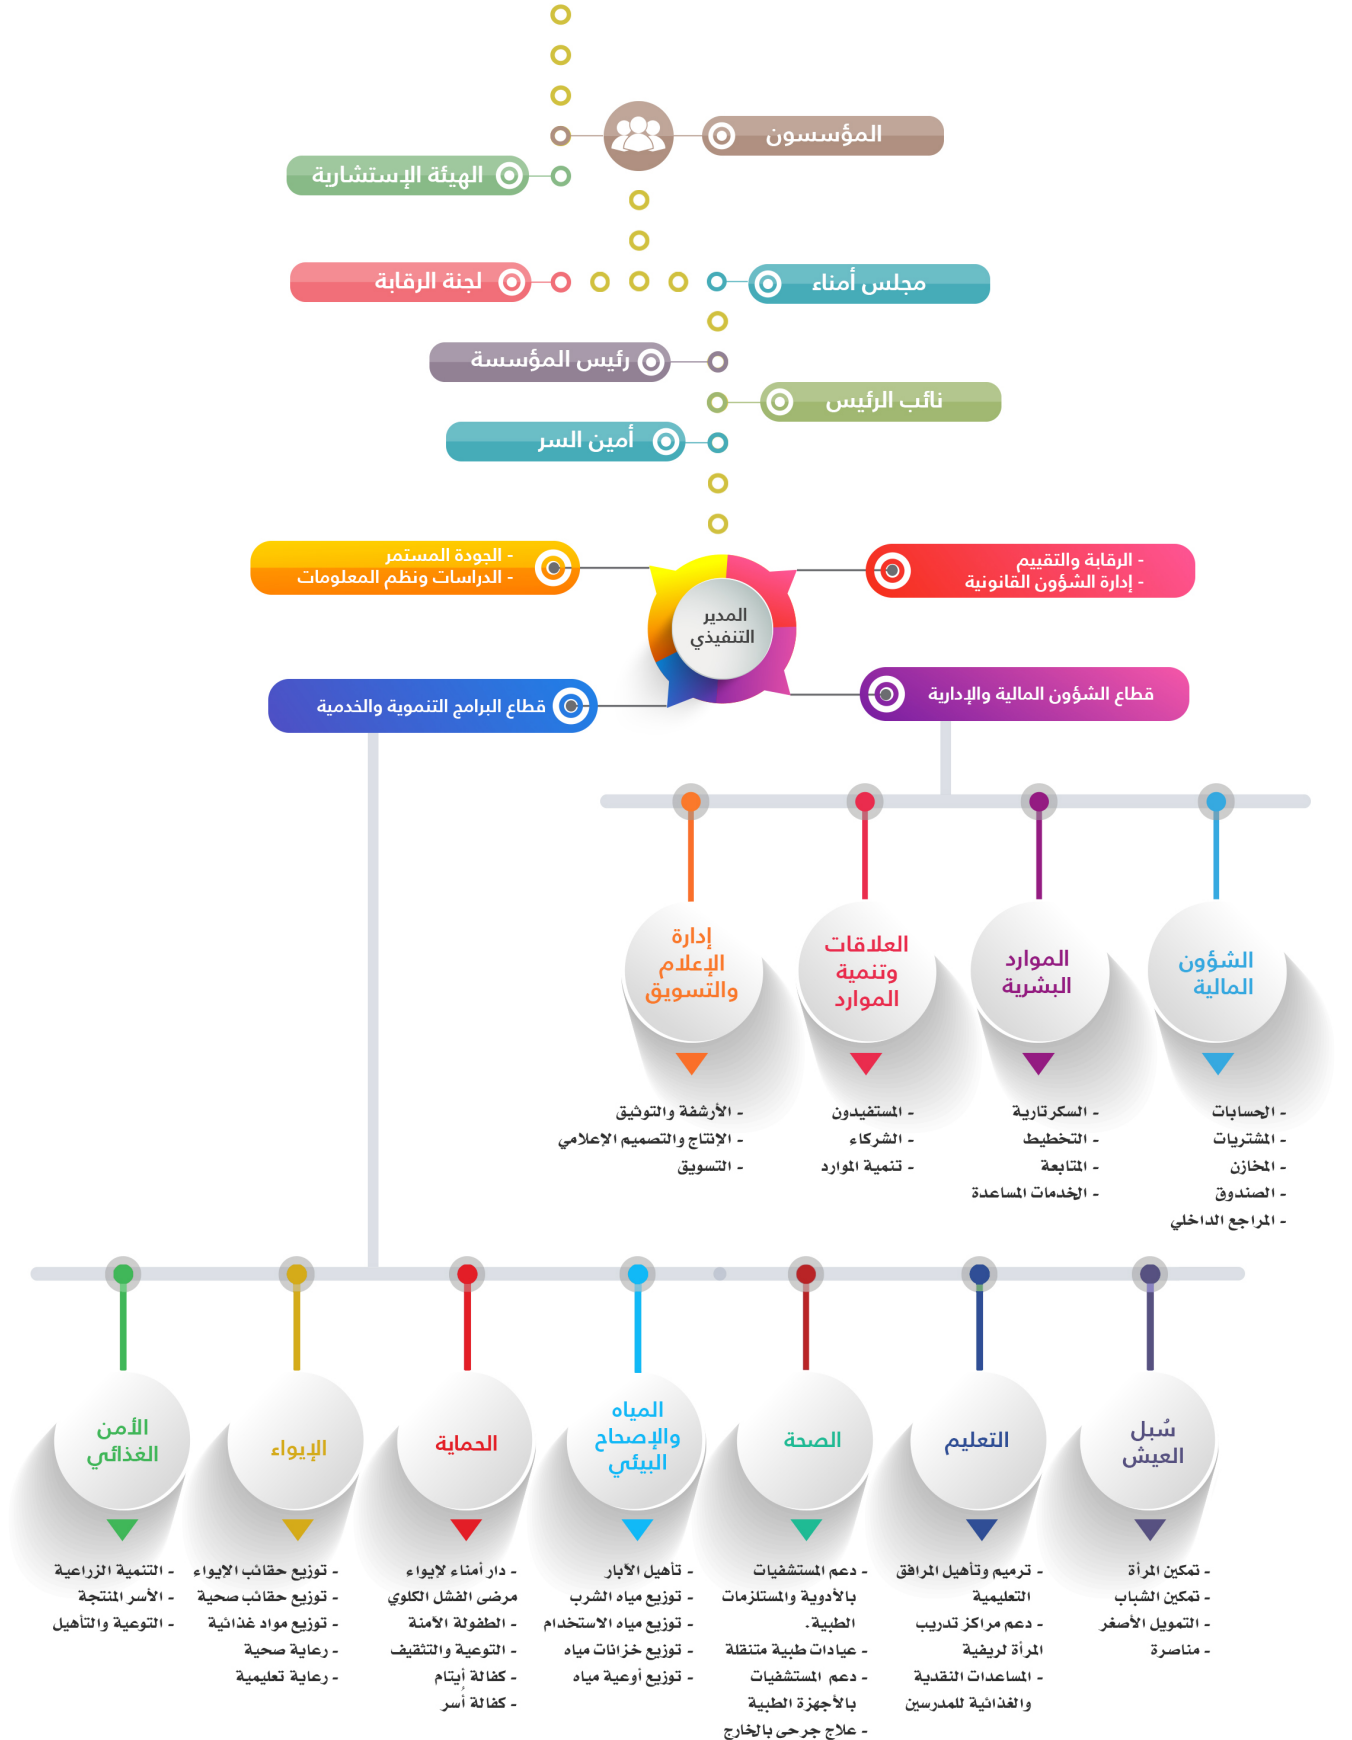 المؤسسون
الهيئة الإستشارية
مجلس أمناء
لجنة الرقابة
رئيس المؤسسة
نائب الرئيس
أمين السر
- الرقابة والتقييم
- إدارة الشؤون القانونية
- الجودة المستمر
- الدراسات ونظم المعلومات
المدير
التنفيذي
قطاع الشؤون المالية والإدارية
قطاع البرامج التنموية والخدمية
الشؤون
المالية
- الحسابات
- المشتريات
- المخازن
- الصندوق
- المراجع الداخلي
الموارد
البشرية
- السكرتارية
- التخطيط
- المتابعة
- الخدمات المساعدة
العلاقات
وتنمية
الموارد
- المستفيدون
- الشركاء
- تنمية الموارد
إدارة
الإعلام
والتسويق
- الأرشفة والتوثيق
- الإنتاج والتصميم الإعلامي
- التسويق
سُبل
العيش
- تمكين المرأة
- تمكين الشباب
- التمويل الأصغر
- مناصرة
التعليم
- ترميم وتأهيل المرافق
التعليمية
- دعم مراكز تدريب
المرأة لريفية
- المساعدات النقدية
والغذائية للمدرسين
الصحة
- دعم المستشفيات
بالأدوية والمستلزمات
الطبية.
- عيادات طبية متنقلة
- دعم المستشفيات
بالأجهزة الطبية
- علاج جرحى بالخارج
المياه
والإصحاح
البيئي
- تأهيل الآبار
- توزيع مياه الشرب
- توزيع مياه الاستخدام
- توزيع خزانات مياه
- توزيع أوعية مياه
الحماية
- دار أمناء لإيواء
مرضى الفشل الكلوي
- الطفولة الآمنة
- التوعية والتثقيف
- كفالة أيتام
- كفالة أُسر
الإيواء
- توزيع حقائب الإيواء
- توزيع حقائب صحية
- توزيع مواد غذائية
- رعاية صحية
- رعاية تعليمية
الأمن
الغذائي
- التنمية الزراعية
- الأسر المنتجة
- التوعية والتأهيل